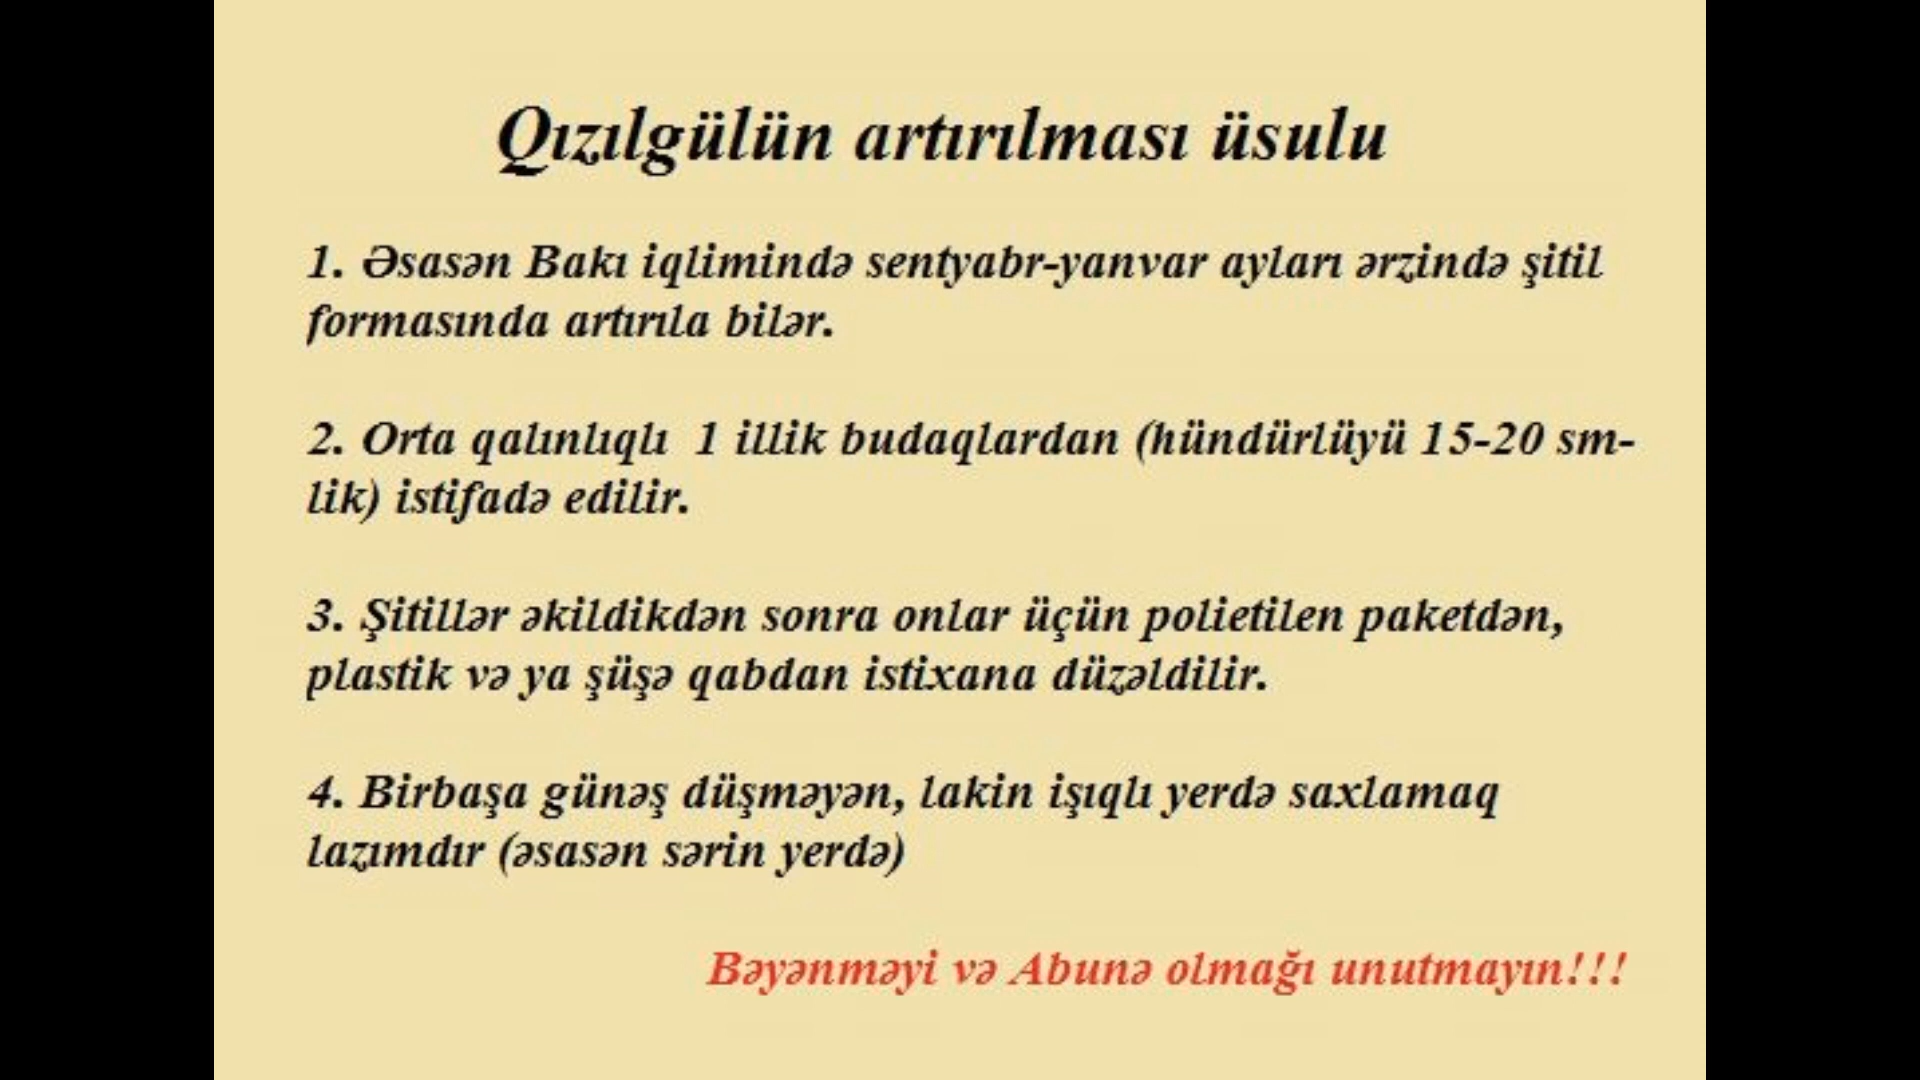 Qızılgülün artırılması üsulu
1. Əsasən Bakı iqlimində sentyabr-yanvar ayları ərzində şitil
formasında artırıla bilər.
2. Orta qalınlıqlı 1 illik budaqlardan (hündürlüyü 15-20 sm-
lik) istifadə edilir.
3. Şitillər əkildikdən sonra onlar üçün polietilen paketdən,
plastik və ya şüşə qabdan istixana düzəldilir.
4. Birbaşa günəş düşməyən, lakin işıqlı yerdə saxlamaq
lazımdır (əsasən sərin yerdə)
Bəyənməyi və Abunə olmağı unutmayın!!!